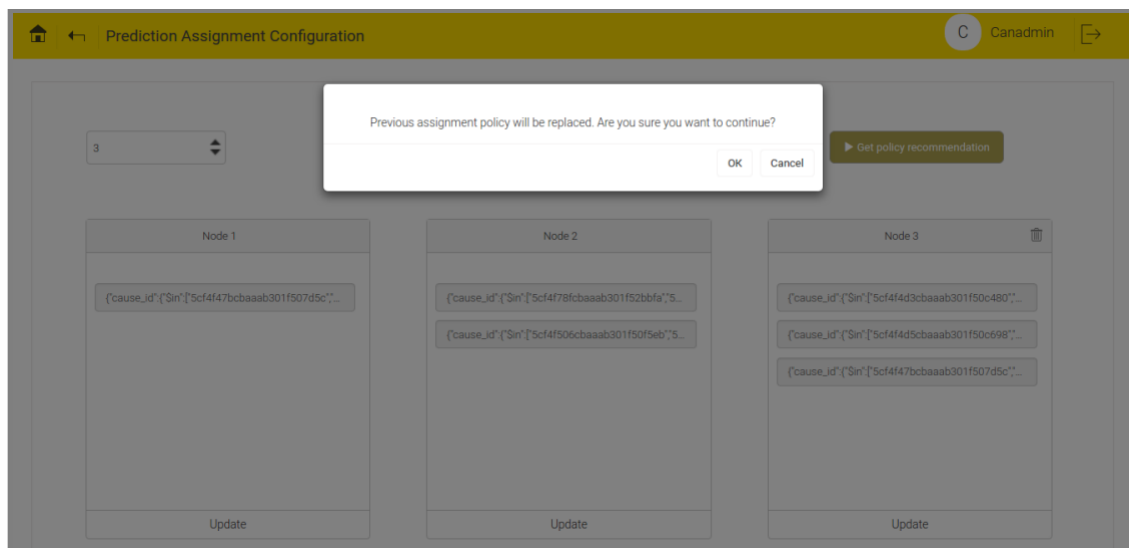 Prediction Assignment Configuration
C Canadmin
Previous assignment policy will be replaced. Are you sure you want to continue?
OK Cancel
3
Get policy recommendation
Node 1
Node 2
Node 3
{"cause_id":{"$in":["5cf4f47bcbaaab301f507d5c","...
{"cause_id":{"$in":["5cf4f78fcbaaab301f52bbfa","5...
{"cause_id":{"$in":["5cf4f4d3cbaaab301f50c480","...
{"cause_id":{"$in":["5cf4f506cbaaab301f50f5eb","5...
{"cause_id":{"$in":["5cf4f4d5cbaaab301f50c698","...
{"cause_id":{"$in":["5cf4f47bcbaaab301f507d5c","...
Update
Update
Update